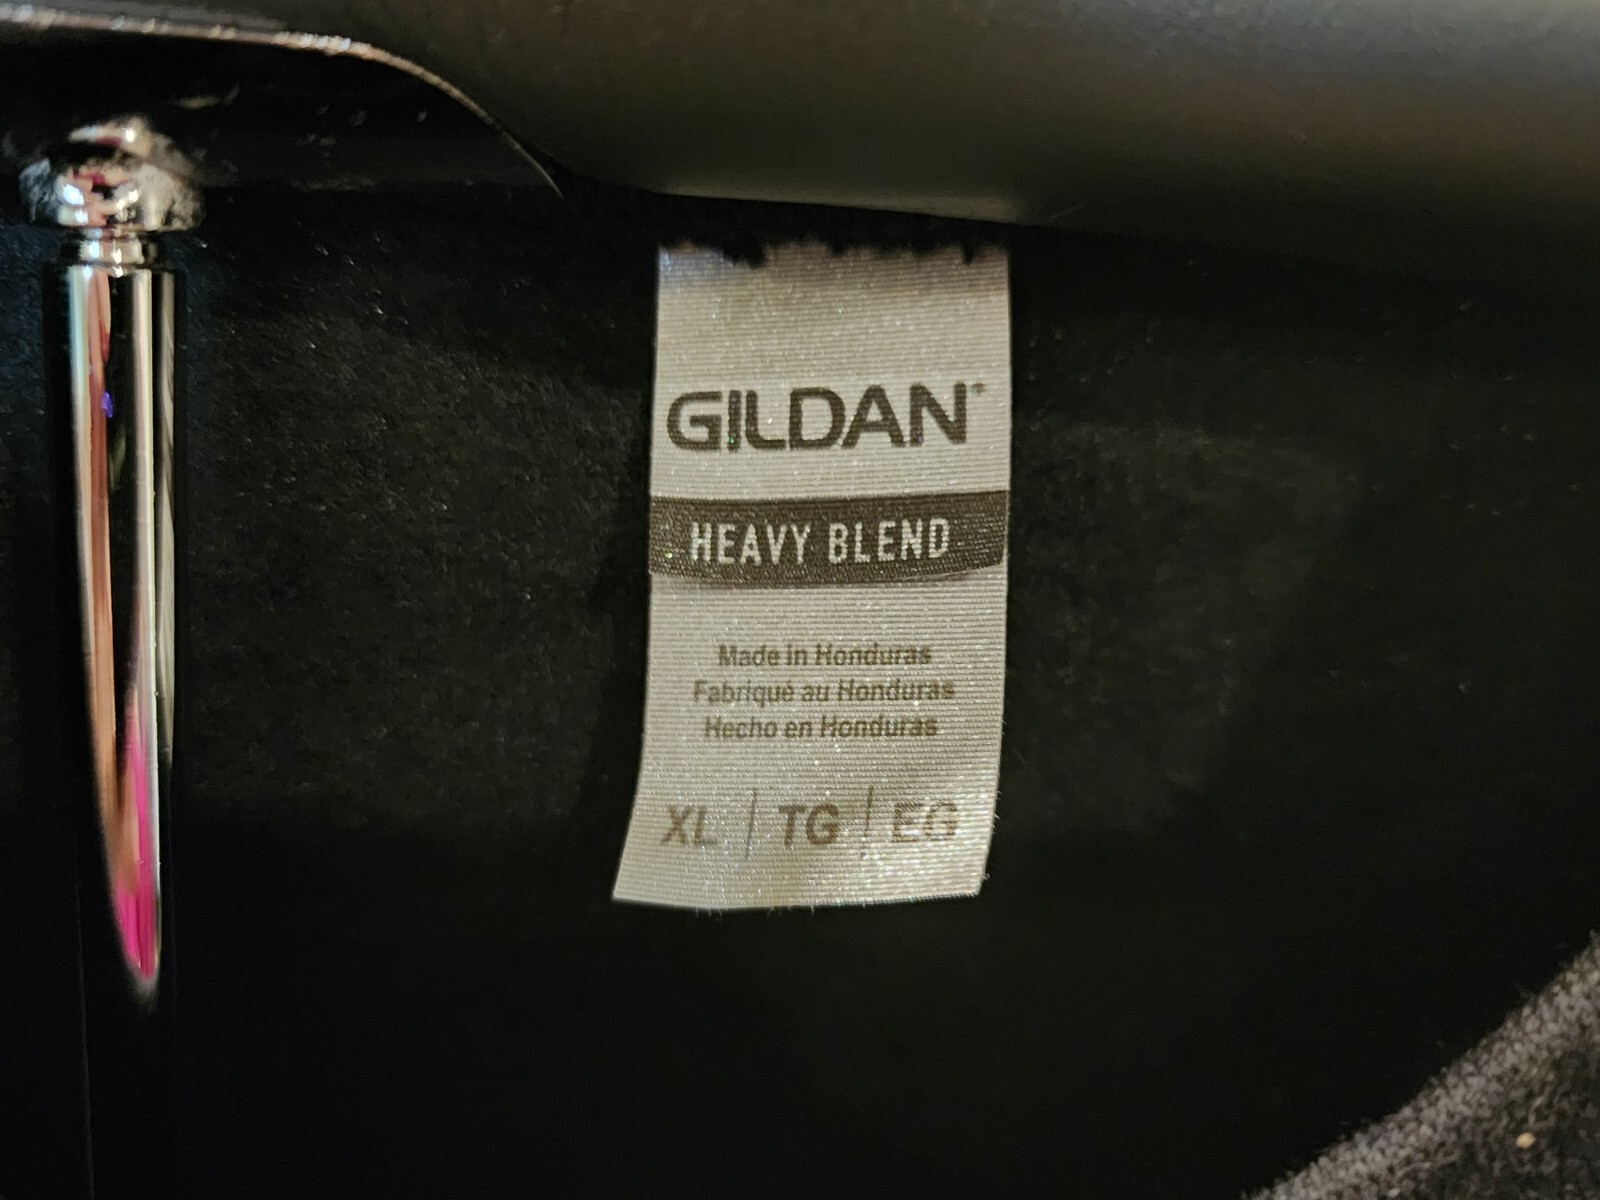 GILDAN
HEAVY BLEND
Made in Honduras
Fabriqué au Honduras
Hecho en Honduras
XL | TG | EG